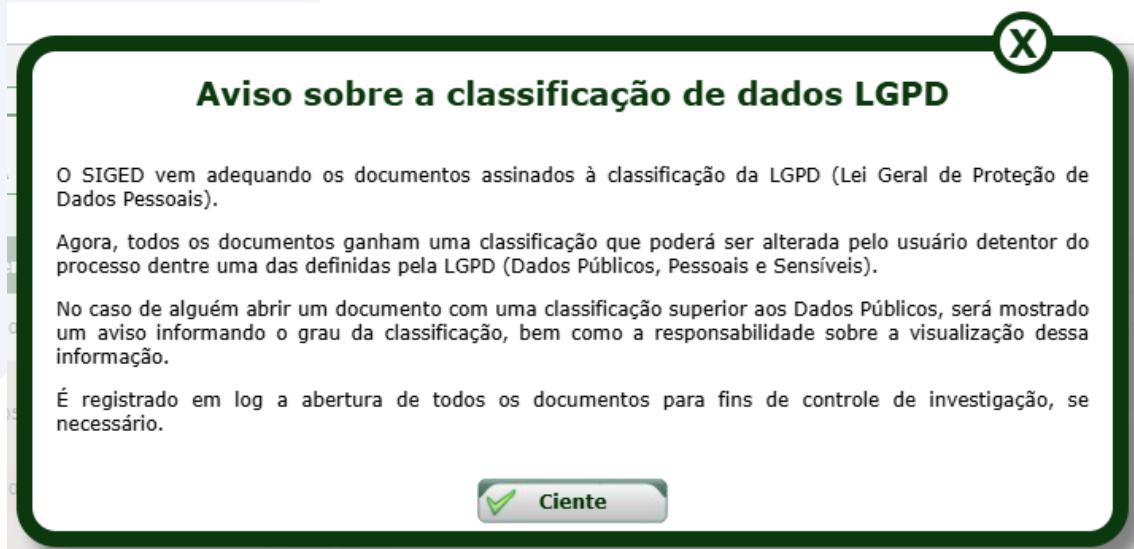 X
Aviso sobre a classificação de dados LGPD
O SIGED vem adequando os documentos assinados à classificação da LGPD (Lei Geral de Proteção de
Dados Pessoais).
Agora, todos os documentos ganham uma classificação que poderá ser alterada pelo usuário detentor do
processo dentre uma das definidas pela LGPD (Dados Públicos, Pessoais e Sensíveis).
No caso de alguém abrir um documento com uma classificação superior aos Dados Públicos, será mostrado
um aviso informando o grau da classificação, bem como a responsabilidade sobre a visualização dessa
informação.
É registrado em log a abertura de todos os documentos para fins de controle de investigação, se
necessário.
Ciente